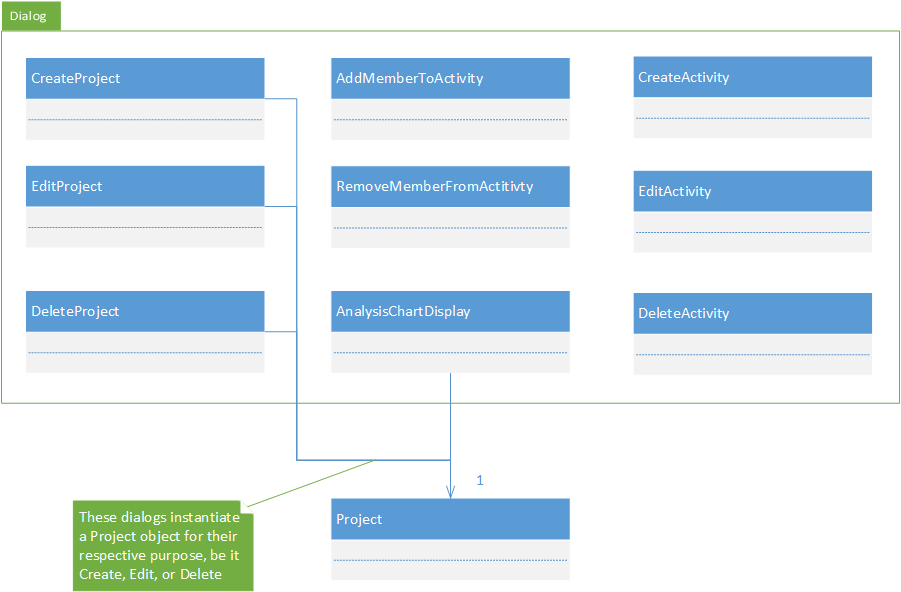 Dialog
CreateProject
AddMemberToActivity
CreateActivity
EditProject
RemoveMemberFromActitivty
EditActivity
DeleteProject
AnalysisChartDisplay
DeleteActivity
1
These dialogs instantiate
a Project object for their
respective purpose, be it
Create, Edit, or Delete
Project